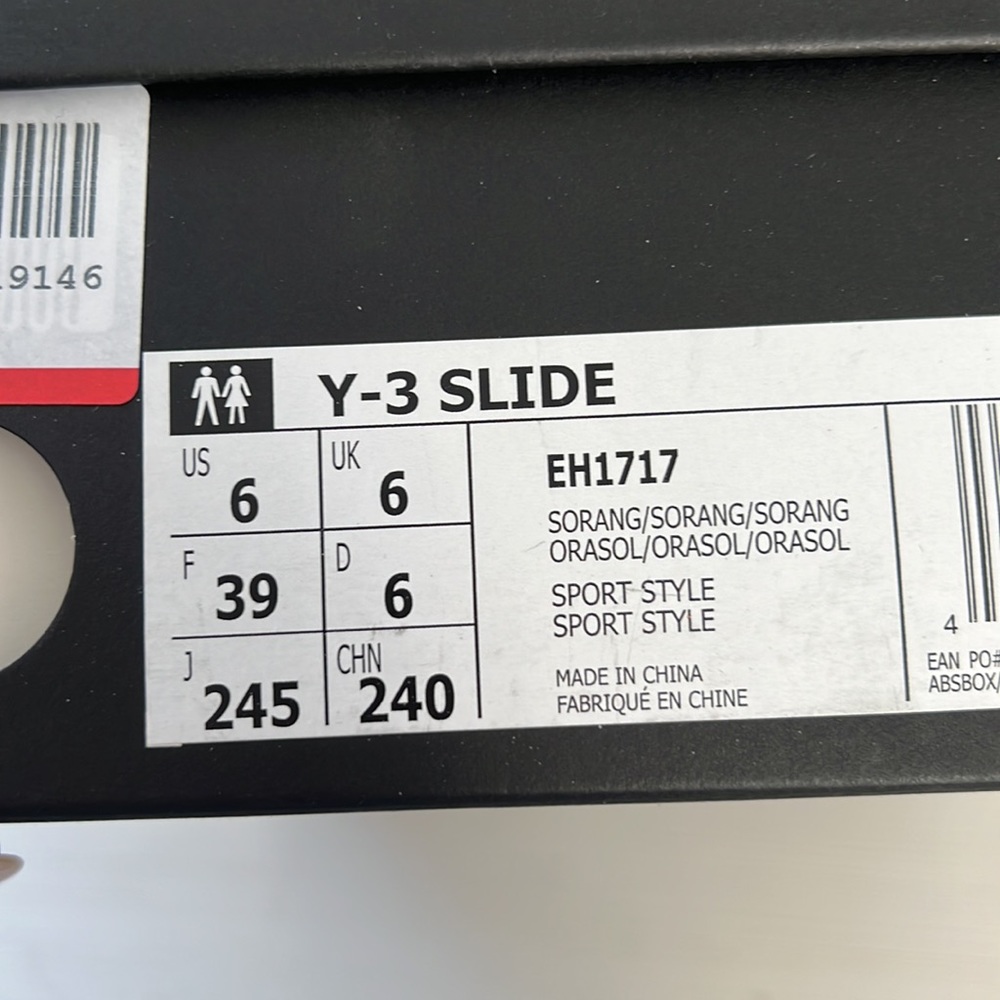 19146
Y-3 SLIDE
US
6
UK
6
F
39
D
6
J
245
CHN
240
EH1717
SORANG/SORANG/SORANG
ORASOL/ORASOL/ORASOL
SPORT STYLE
SPORT STYLE
MADE IN CHINA
FABRIQUÉ EN CHINE
4
EAN PO#
ABSBOX/